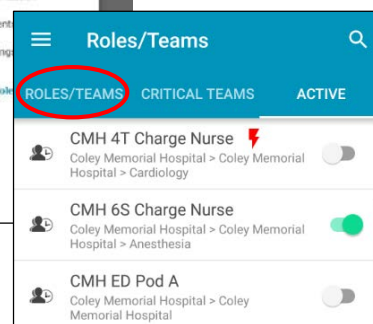 Roles/Teams
ROLES/TEAMS CRITICAL TEAMS ACTIVE
CMH 4T Charge Nurse
Coley Memorial Hospital > Coley Memorial
Hospital > Cardiology
CMH 6S Charge Nurse
Coley Memorial Hospital > Coley Memorial
Hospital > Anesthesia
CMH ED Pod A
Coley Memorial Hospital > Coley
Memorial Hospital